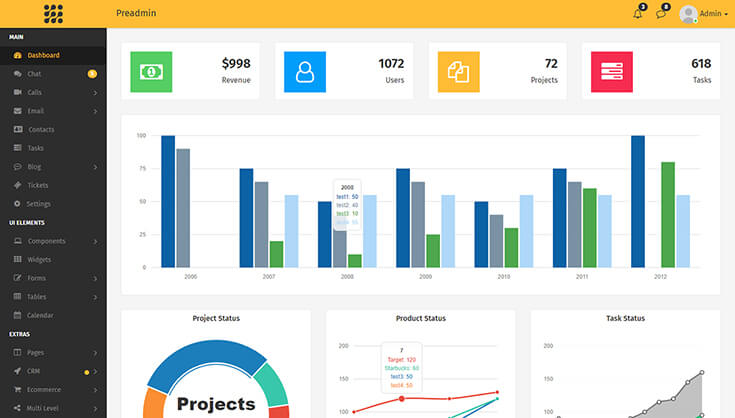 Preadmin
3
8
Admin
MAIN
Dashboard
Chat
Calls
Email
Contacts
Tasks
Blog
Tickets
Settings
UI ELEMENTS
Components
Widgets
Forms
Tables
Calendar
EXTRAS
Pages
CRM
Ecommerce
Multi Level
$998
Revenue
1072
Users
72
Projects
618
Tasks
100
75
50
25
0
2008
test1: 50
test2: 40
test3: 10
2006
2007
2008
2009
2010
2011
2012
Project Status
Projects
Product Status
200
150
100
7
Target: 120
Starbucks: 60
test3: 50
test4: 50
Task Status
200
150
100